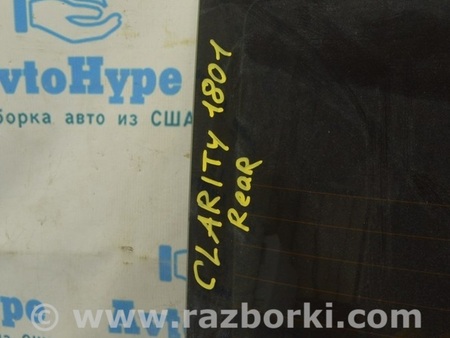 AvtoHype
борка авто из США
CLARITY 1801
ReaR
www.razborki.com